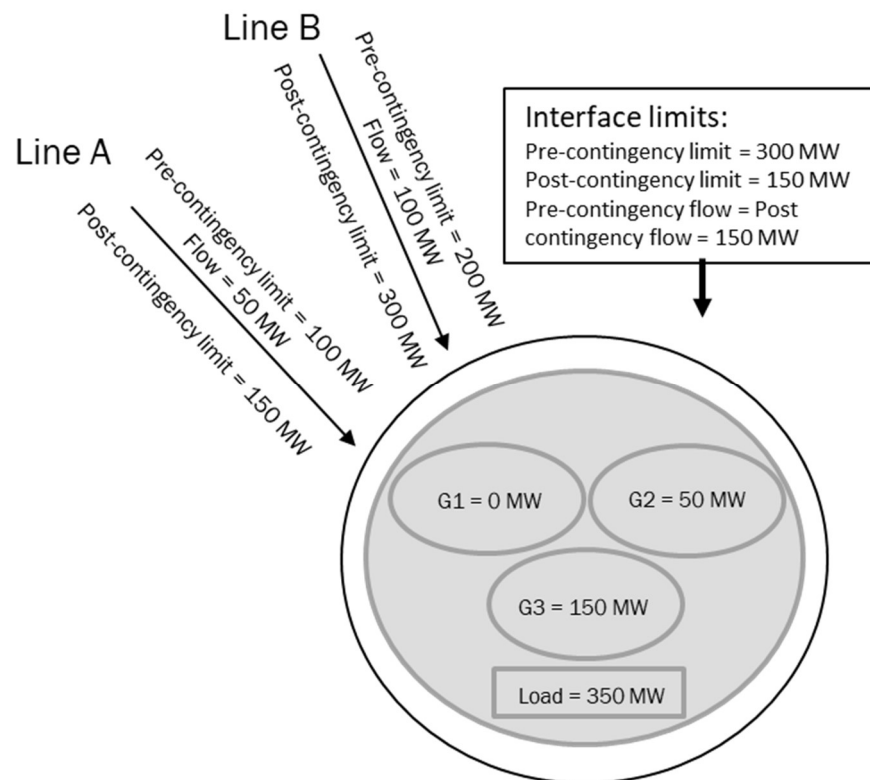 Line B
Pre-contingency limit = 200 MW
Flow = 100 MW
Post-contingency limit = 300 MW
Line A
Pre-contingency limit = 100 MW
Flow = 50 MW
Post-contingency limit = 150 MW
Interface limits:
Pre-contingency limit = 300 MW
Post-contingency limit = 150 MW
Pre-contingency flow = Post
contingency flow = 150 MW
G1 = 0 MW
G2 = 50 MW
G3 = 150 MW
Load = 350 MW